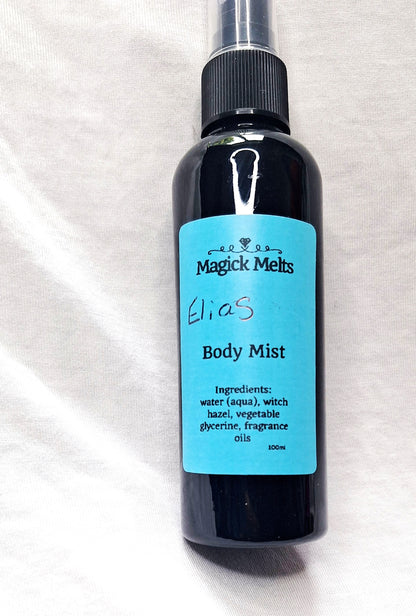 Magick Melts
Elias
Body Mist
Ingredients:
water (aqua), witch
hazel, vegetable
glycerine, fragrance
oils
100ml